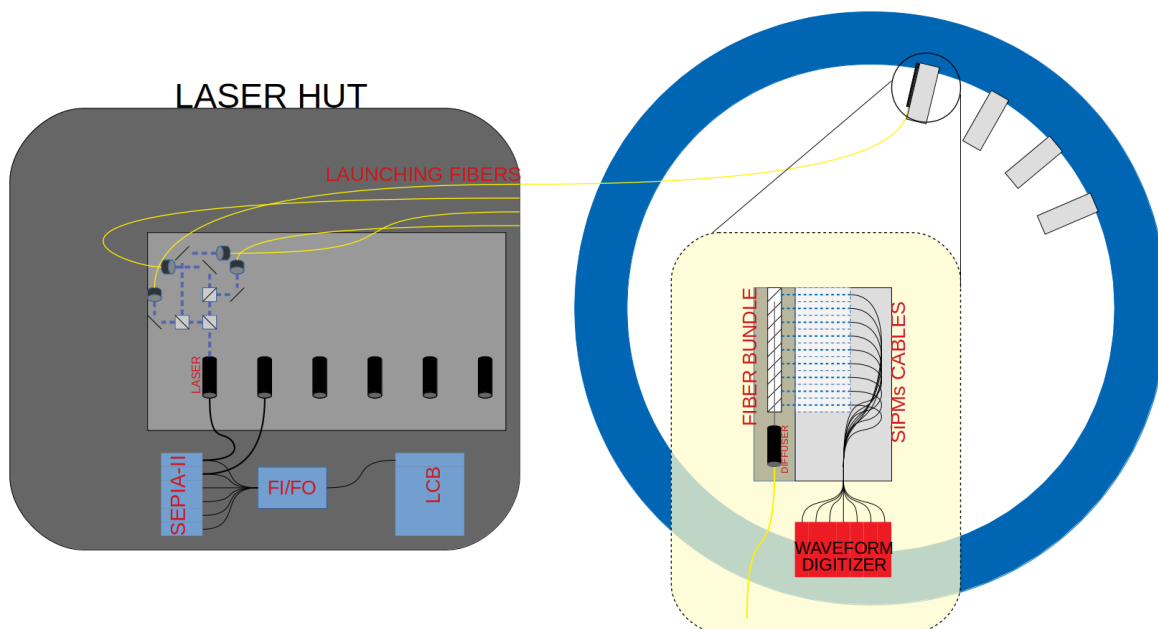 LASER HUT
LAUNCHING FIBERS
LASER
SEPIA-II
FI/FO
LCB
FIBER BUNDLE
DIFFUSER
SiPMs CABLES
WAVEFORM
DIGITIZER